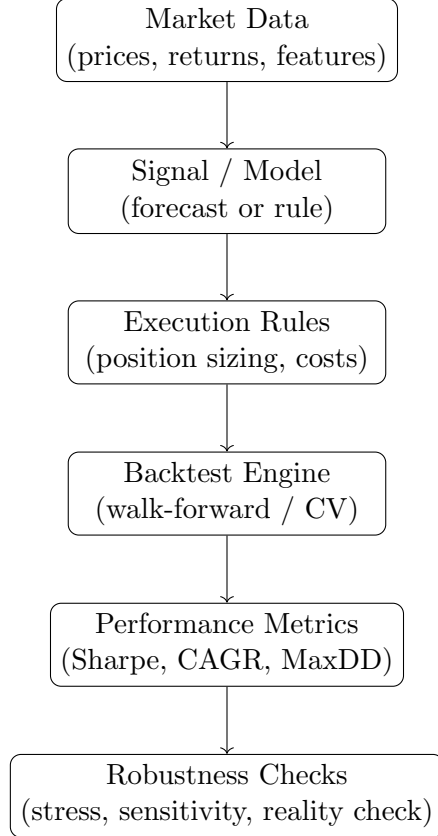 Market Data
(prices, returns, features)
Signal / Model
(forecast or rule)
Execution Rules
(position sizing, costs)
Backtest Engine
(walk-forward / CV)
Performance Metrics
(Sharpe, CAGR, MaxDD)
Robustness Checks
(stress, sensitivity, reality check)